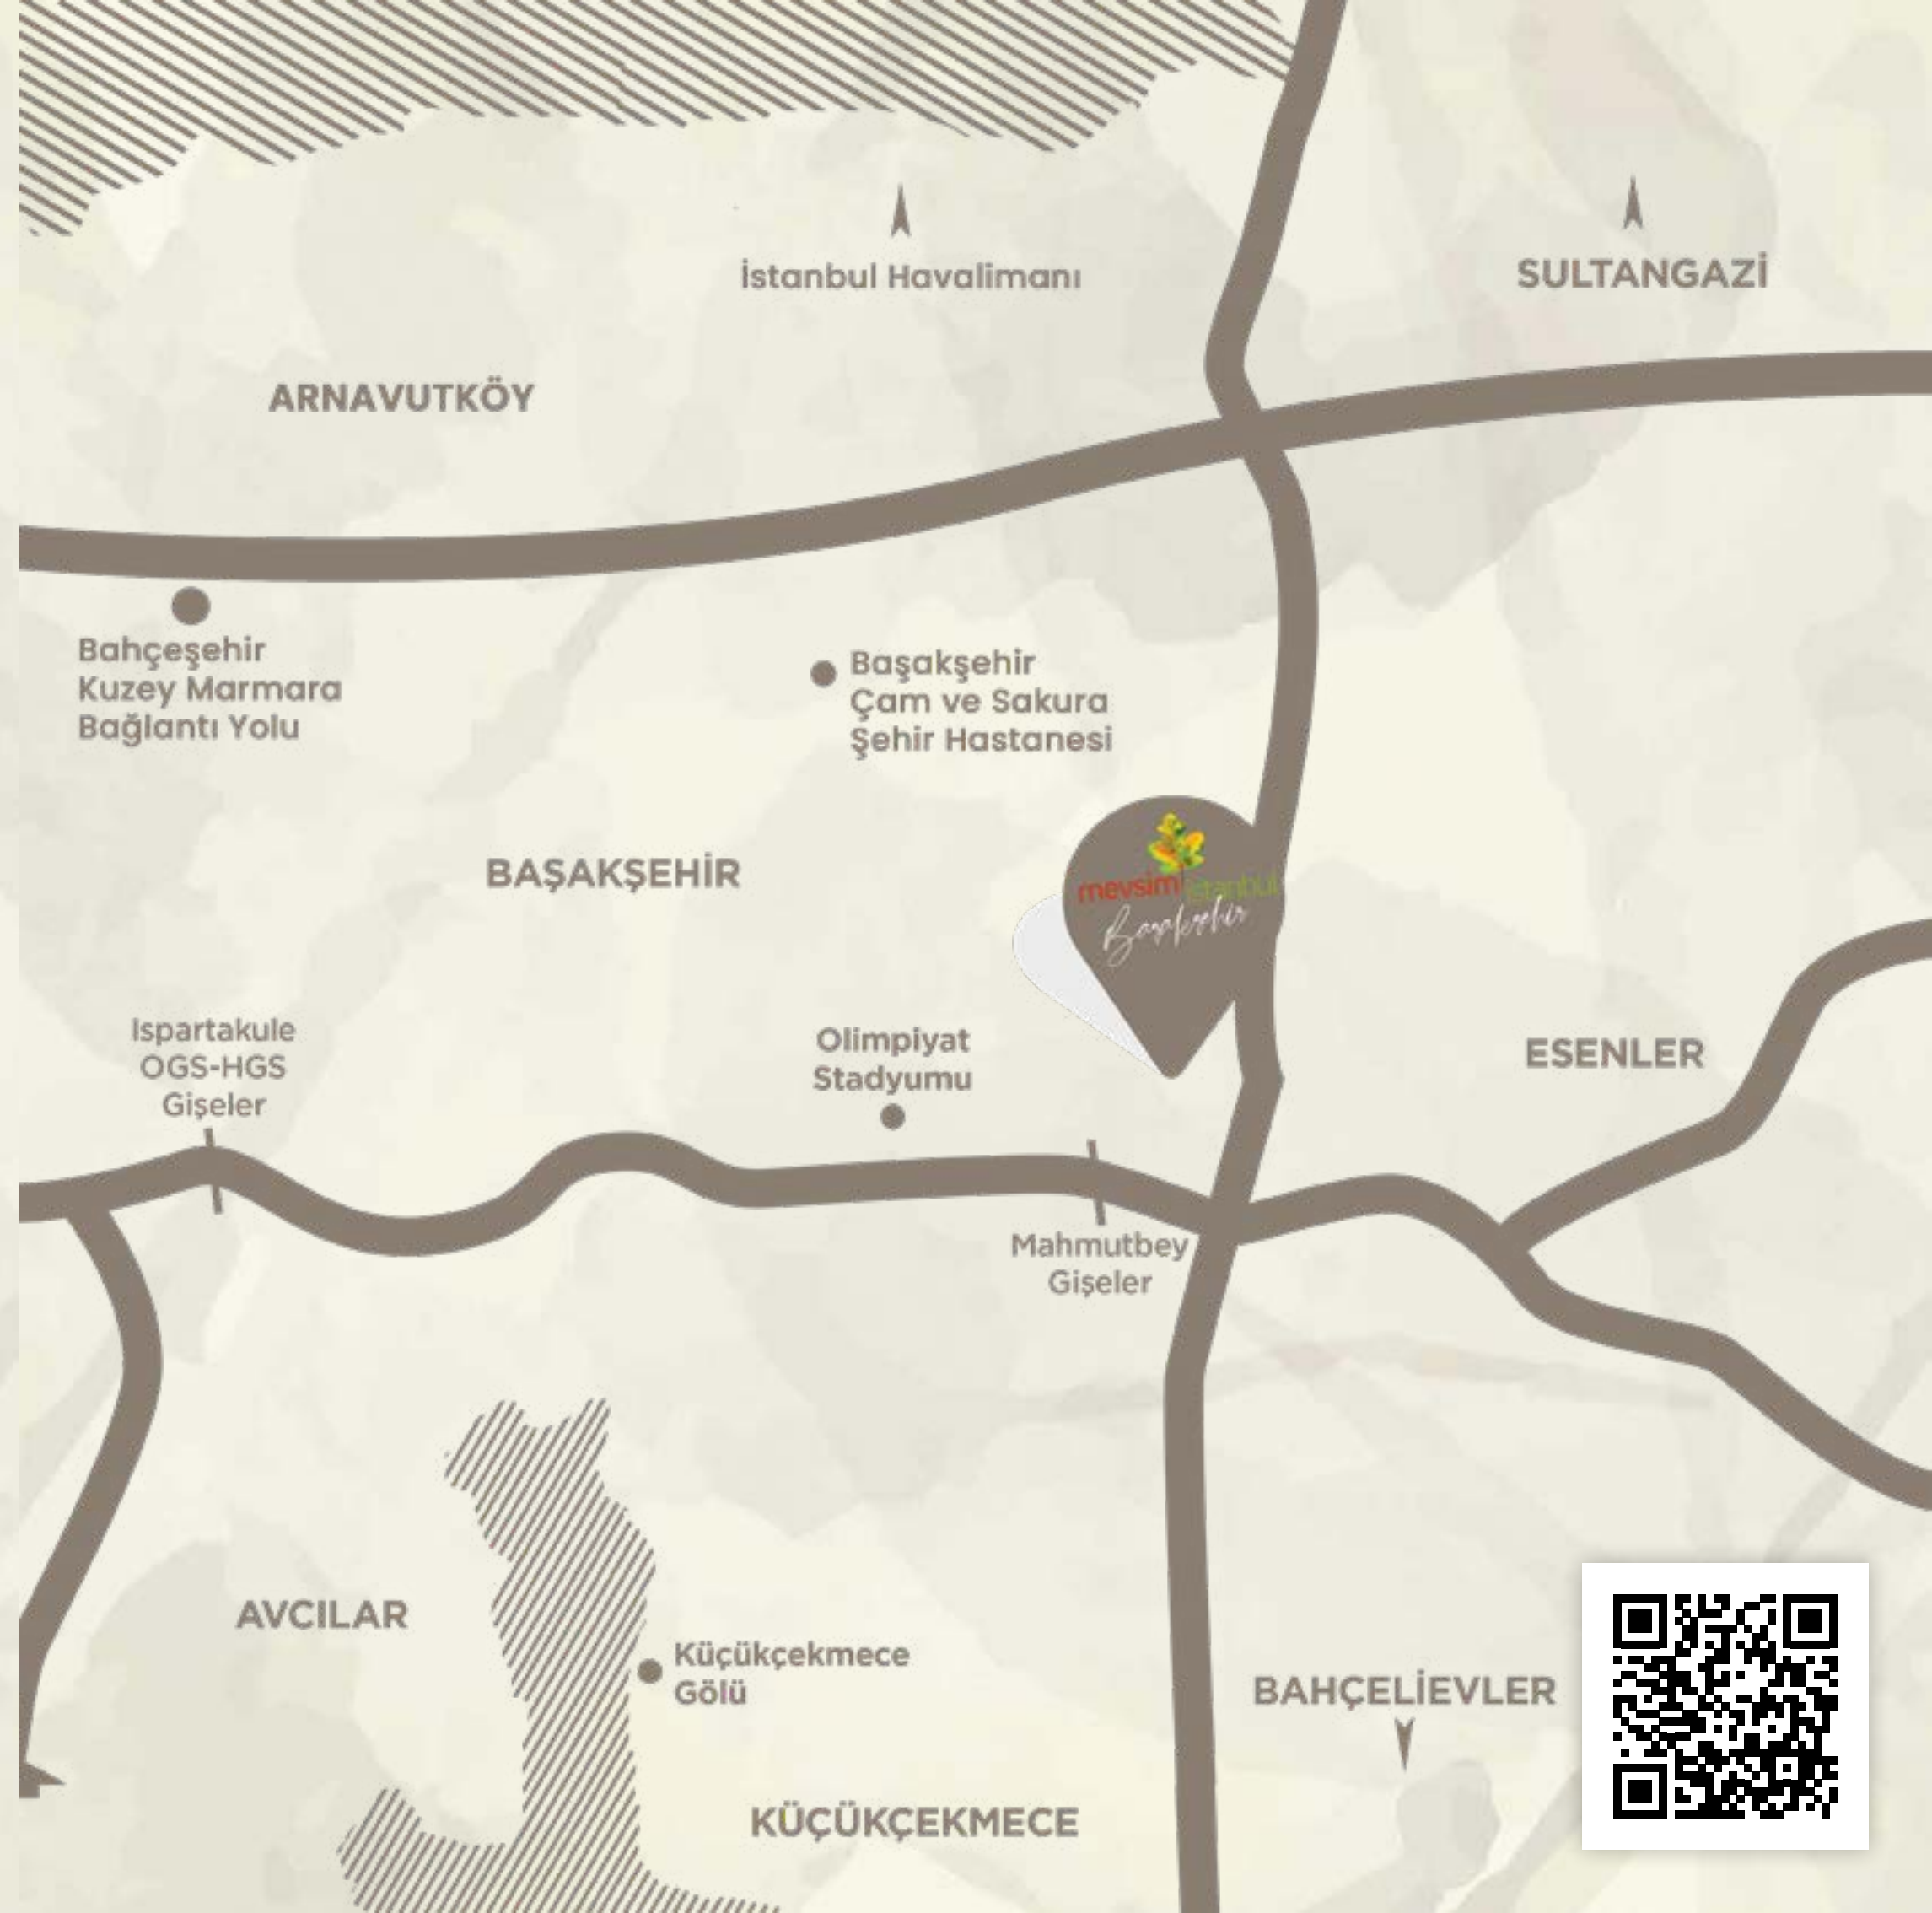 İstanbul Havalimanı
SULTANGAZİ
ARNAVUTKÖY
Bahçeşehir
Kuzey Marmara
Bağlantı Yolu
Başakşehir
Çam ve Sakura
Şehir Hastanesi
BAŞAKŞEHİR
mevsim istanbul
Başakşehir
Ispartakule
OGS-HGS
Gişeler
Olimpiyat
Stadyumu
ESENLER
Mahmutbey
Gişeler
AVCILAR
Küçükçekmece
Gölü
BAHÇELİEVLER
KÜÇÜKÇEKMECE